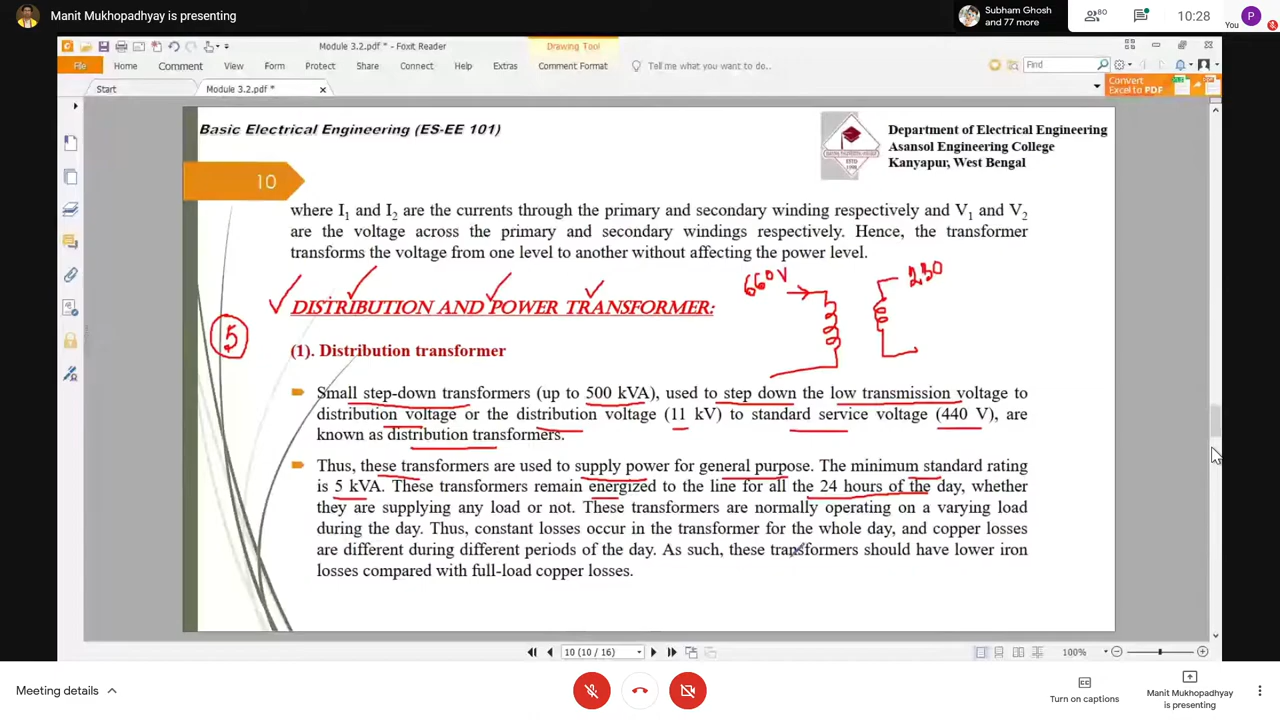 Manit Mukhopadhyay is presenting
Subham Ghosh
and 77 more
80
10:28
P
You
Module 3.2.pdf * - Foxit Reader
Drawing Tool
File
Home
Comment
View
Form
Protect
Share
Connect
Help
Extras
Comment Format
Tell me what you want to do..
Find
Start
Module 3.2.pdf *
Convert
Excel to PDF
Basic Electrical Engineering (ES-EE 101)
Department of Electrical Engineering
Asansol Engineering College
Kanyapur, West Bengal
10
where I1 and I2 are the currents through the primary and secondary winding respectively and V1 and V2
are the voltage across the primary and secondary windings respectively. Hence, the transformer
transforms the voltage from one level to another without affecting the power level.
660V
230
DISTRIBUTION AND POWER TRANSFORMER:
5
(1). Distribution transformer
Small step-down transformers (up to 500 kVA), used to step down the low transmission voltage to
distribution voltage or the distribution voltage (11 kV) to standard service voltage (440 V), are
known as distribution transformers.
Thus, these transformers are used to supply power for general purpose. The minimum standard rating
is 5 kVA. These transformers remain energized to the line for all the 24 hours of the day, whether
they are supplying any load or not. These transformers are normally operating on a varying load
during the day. Thus, constant losses occur in the transformer for the whole day, and copper losses
are different during different periods of the day. As such, these transformers should have lower iron
losses compared with full-load copper losses.
10 (10 / 16)
100%
Meeting details
Turn on captions
Manit Mukhopadhyay
is presenting